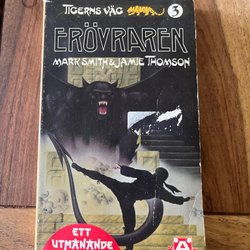 TIGERNS VÄG 3
ERÖVRAREN
MARK SMITH & JAMIE THOMSON
ETT
UTMANANDE
A